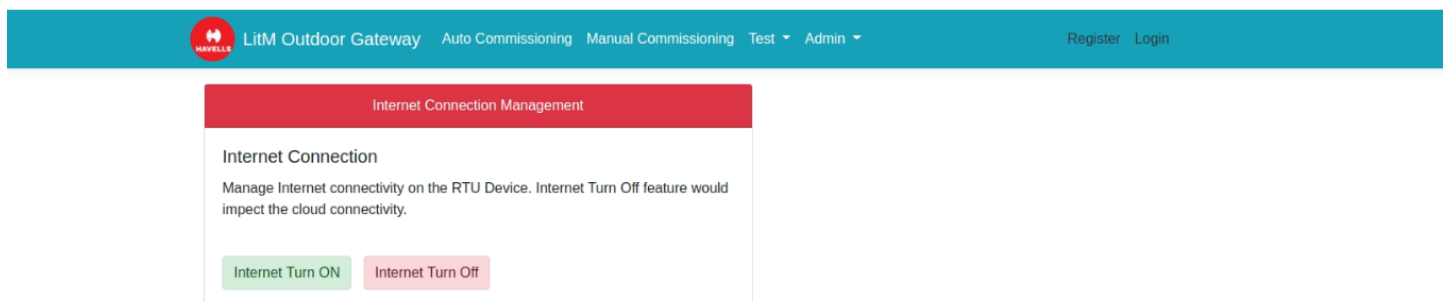 HAVELLS LitM Outdoor Gateway Auto Commissioning Manual Commissioning Test Admin Register Login
Internet Connection Management
Internet Connection
Manage Internet connectivity on the RTU Device. Internet Turn Off feature would
impact the cloud connectivity.
Internet Turn ON Internet Turn Off